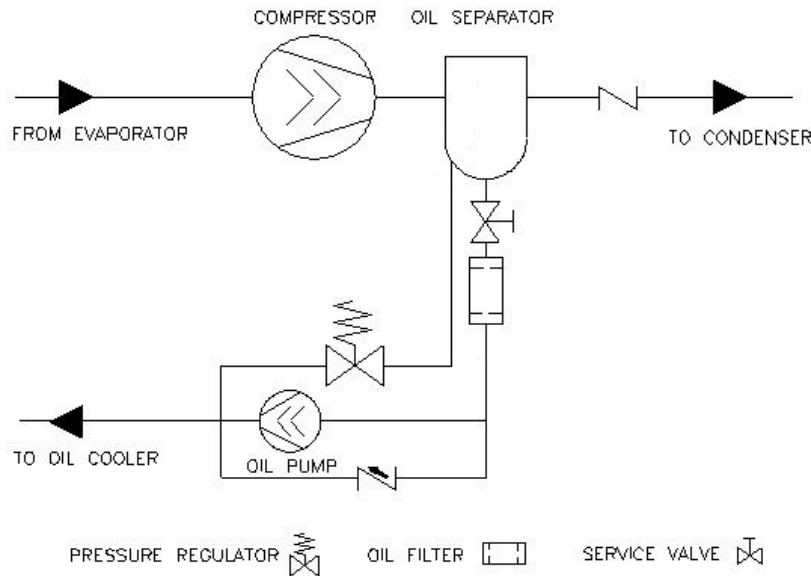 COMPRESSOR OIL SEPARATOR
FROM EVAPORATOR
TO CONDENSER
TO OIL COOLER
OIL PUMP
PRESSURE REGULATOR OIL FILTER SERVICE VALVE